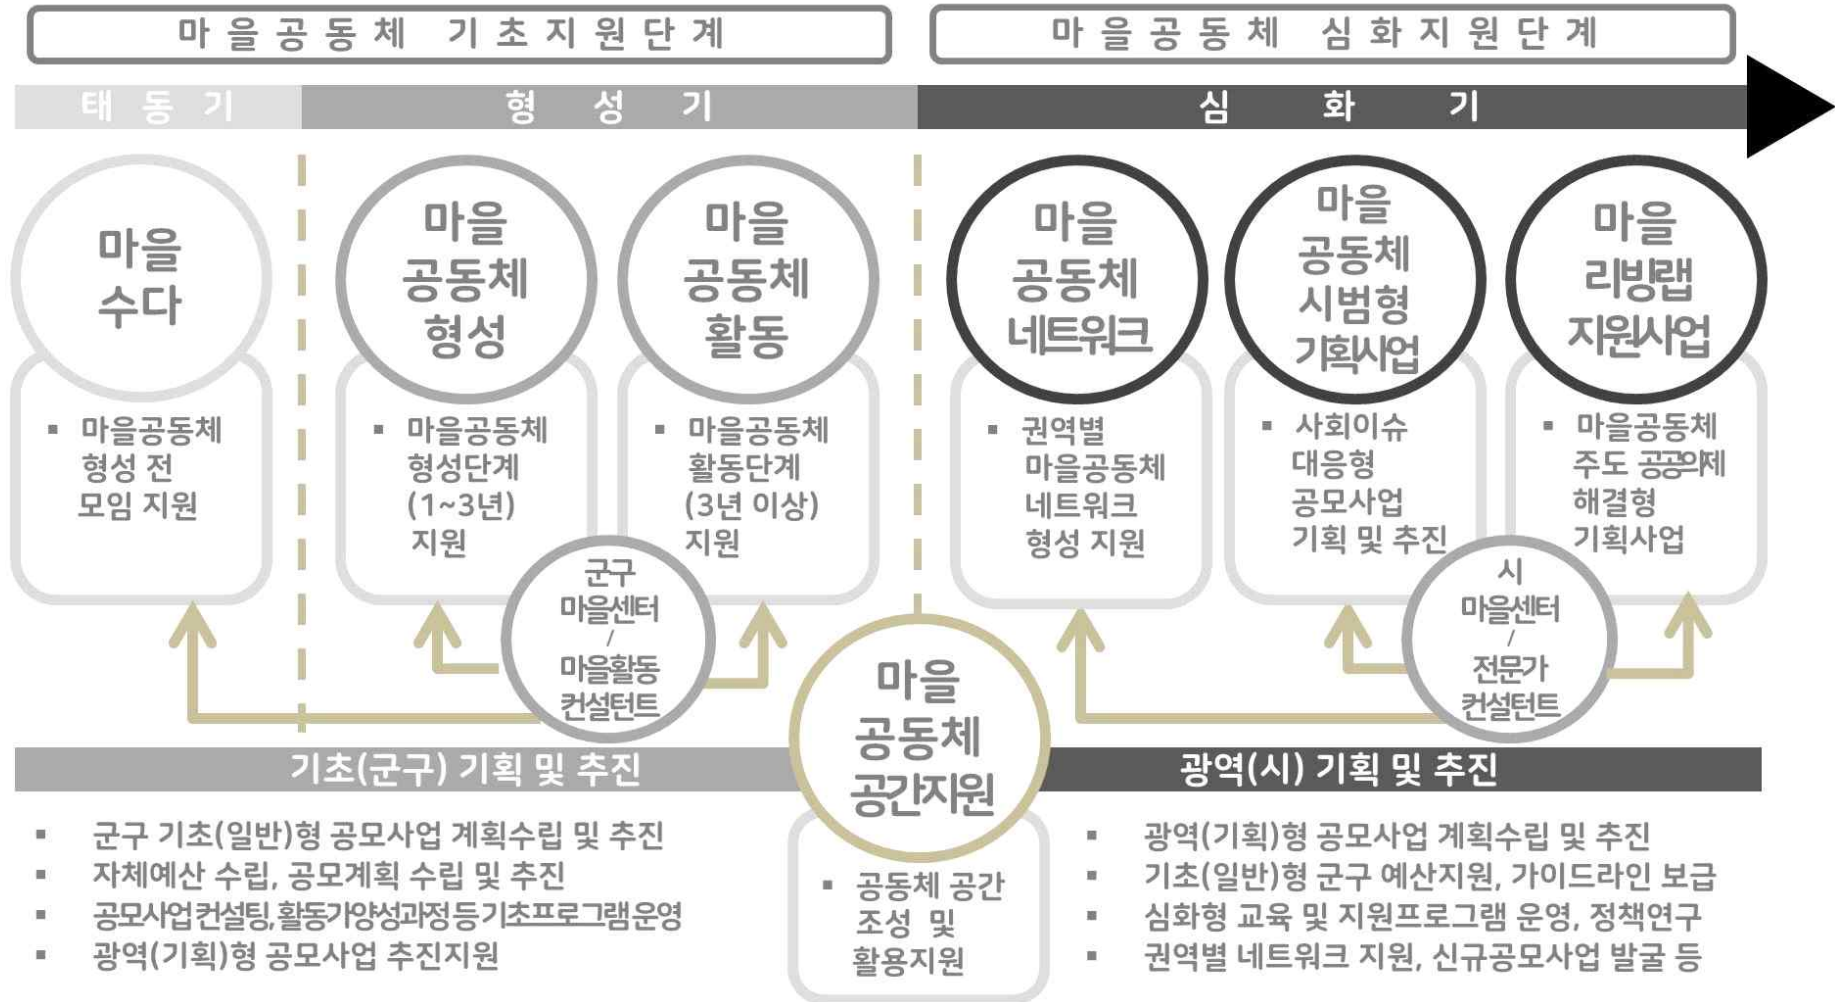 마을공동체 기초지원단계
마을공동체 심화지원단계
태동기
형성기
심화기
마을
수다
▪ 마을공동체
형성 전
모임 지원
마을
공동체
형성
▪ 마을공동체
형성단계
(1~3년)
지원
마을
공동체
활동
▪ 마을공동체
활동단계
(3년 이상)
지원
군구
마을센터
/
마을활동
컨설턴트
마을
공동체
네트워크
▪ 권역별
마을공동체
네트워크
형성 지원
마을
공동체
시범형
기획사업
▪ 사회이슈
대응형
공모사업
기획 및 추진
마을
리빙랩
지원사업
▪ 마을공동체
주도 공공의제
해결형
기획사업
시
마을센터
/
전문가
컨설턴트
마을
공동체
공간지원
▪ 공동체 공간
조성 및
활용지원
기초(군구) 기획 및 추진
▪ 군구 기초(일반)형 공모사업 계획수립 및 추진
▪ 자체예산 수립, 공모계획 수립 및 추진
▪ 공모사업 컨설팅, 활동가양성과정 등 기초프로그램 운영
▪ 광역(기획)형 공모사업 추진지원
광역(시) 기획 및 추진
▪ 광역(기획)형 공모사업 계획수립 및 추진
▪ 기초(일반)형 군구 예산지원, 가이드라인 보급
▪ 심화형 교육 및 지원프로그램 운영, 정책연구
▪ 권역별 네트워크 지원, 신규공모사업 발굴 등